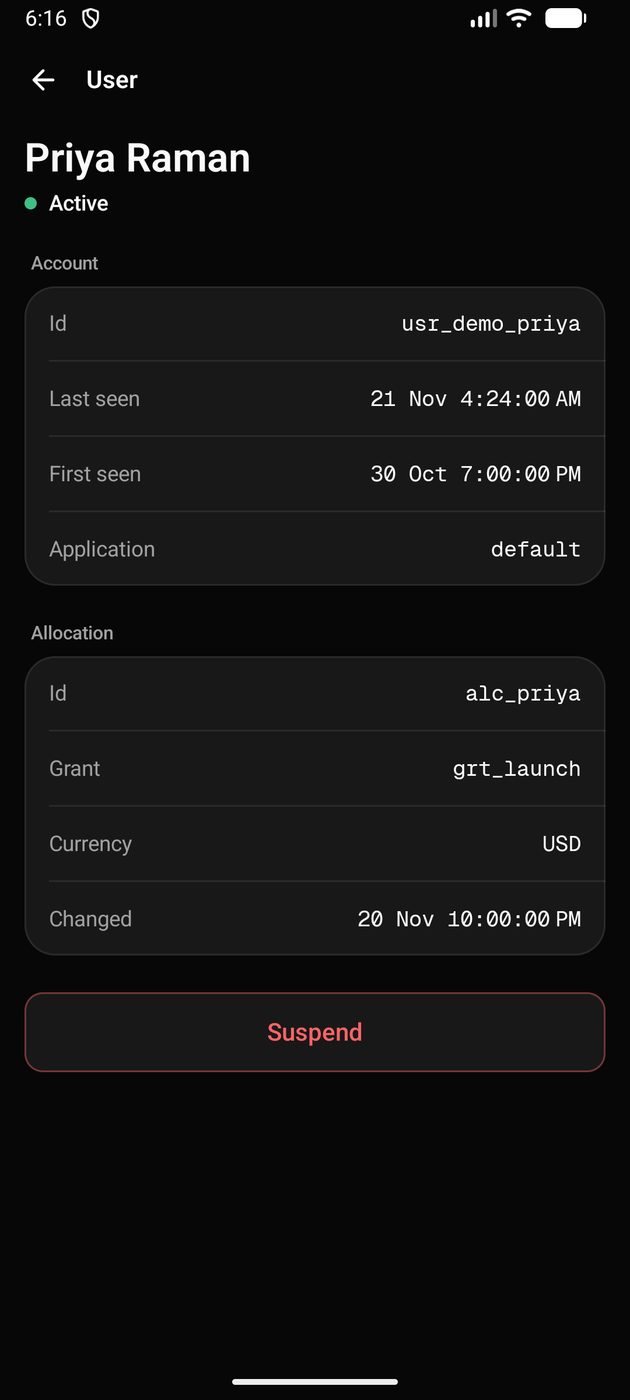 6:16
User
Priya Raman
Active
Account
Id usr_demo_priya
Last seen 21 Nov 4:24:00 AM
First seen 30 Oct 7:00:00 PM
Application default
Allocation
Id alc_priya
Grant grt_launch
Currency USD
Changed 20 Nov 10:00:00 PM
Suspend